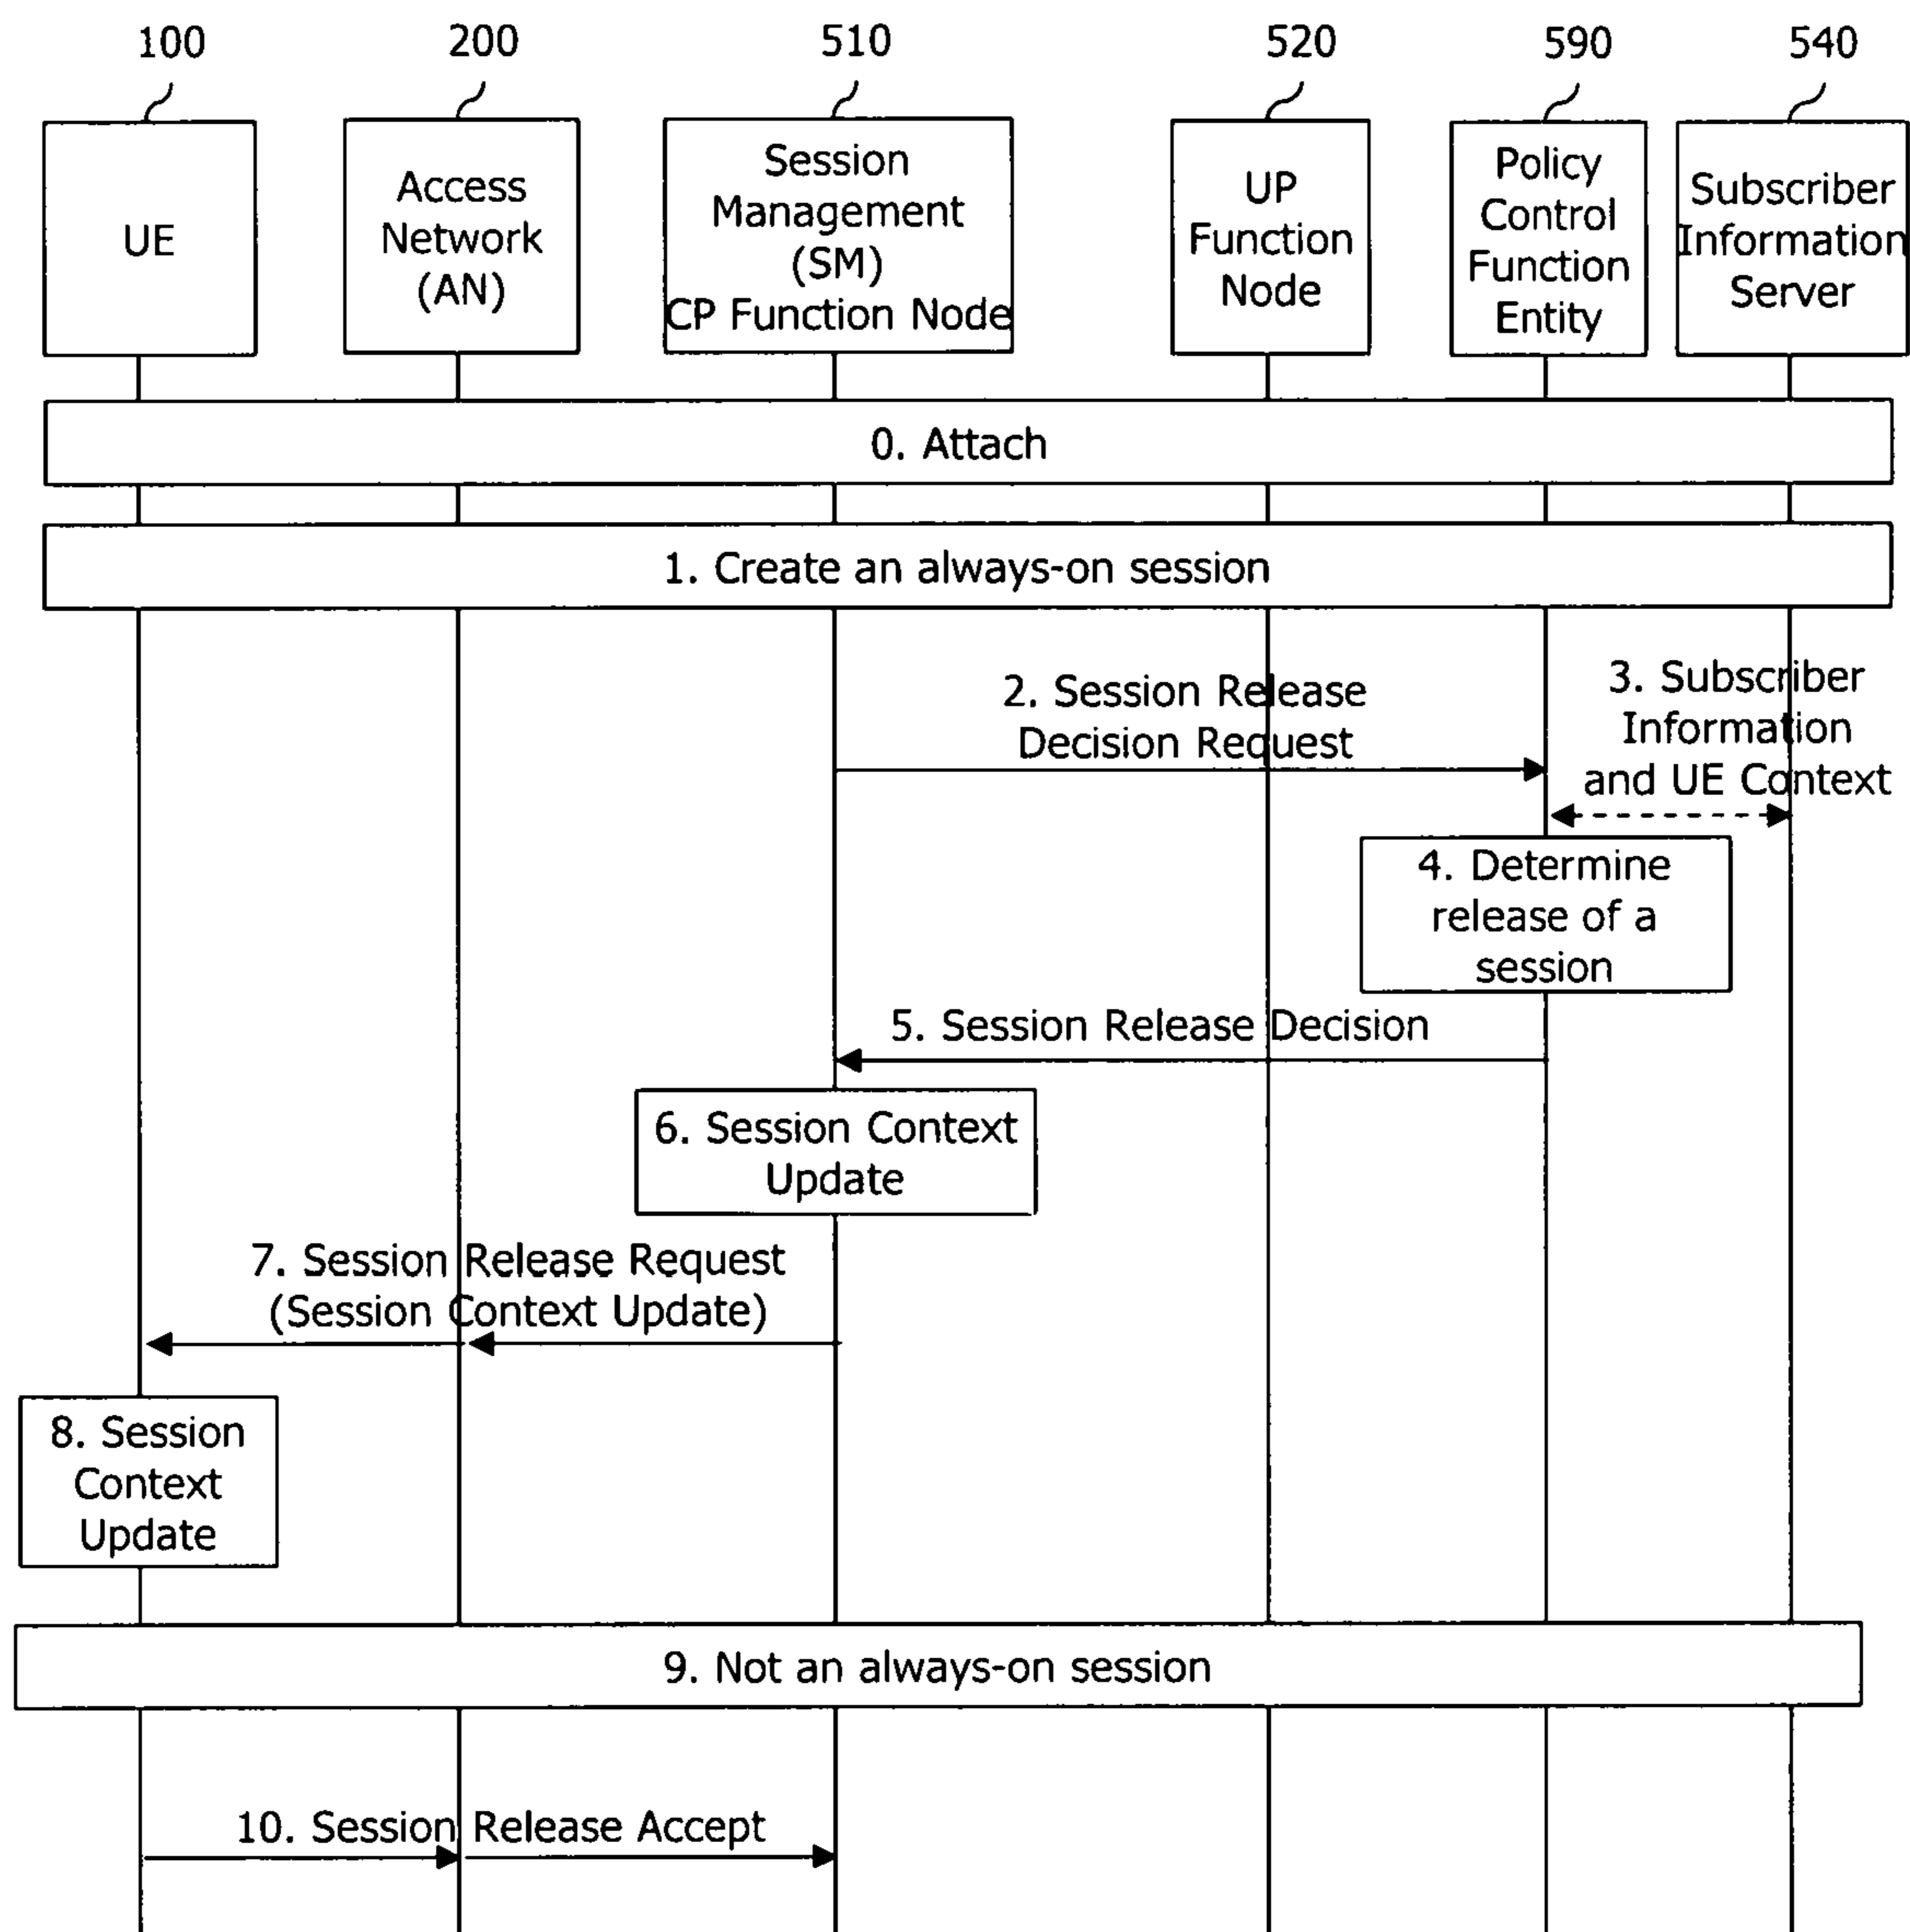 100
200
510
520
590
540
UE
Access
Network
(AN)
Session
Management
(SM)
CP Function Node
UP
Function
Node
Policy
Control
Function
Entity
Subscriber
Information
Server
0. Attach
1. Create an always-on session
2. Session Release
Decision Request
3. Subscriber
Information
and UE Context
4. Determine
release of a
session
5. Session Release Decision
6. Session Context
Update
7. Session Release Request
(Session Context Update)
8. Session
Context
Update
9. Not an always-on session
10. Session Release Accept